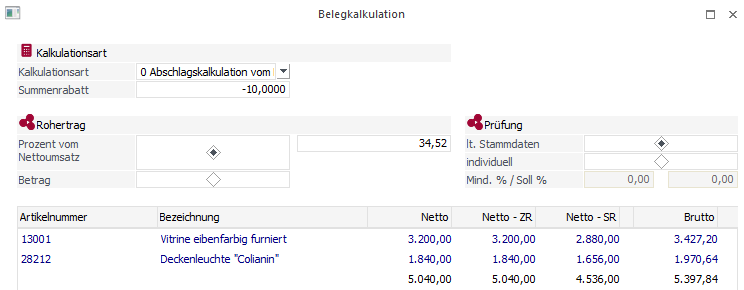 Belegkalkulation
Kalkulationsart
Kalkulationsart 0 Abschlagskalkulation vom
Summenrabatt -10,0000
Rohertrag Prüfung
Prozent vom Nettoumsatz 34,52 lt. Stammdaten
individuell
Betrag Mind. % / Soll % 0,00 0,00
Artikelnummer Bezeichnung Netto Netto - ZR Netto - SR Brutto
13001 Vitrine eibenfarbig furniert 3.200,00 3.200,00 2.880,00 3.427,20
28212 Deckenleuchte "Colianin" 1.840,00 1.840,00 1.656,00 1.970,64
5.040,00 5.040,00 4.536,00 5.397,84